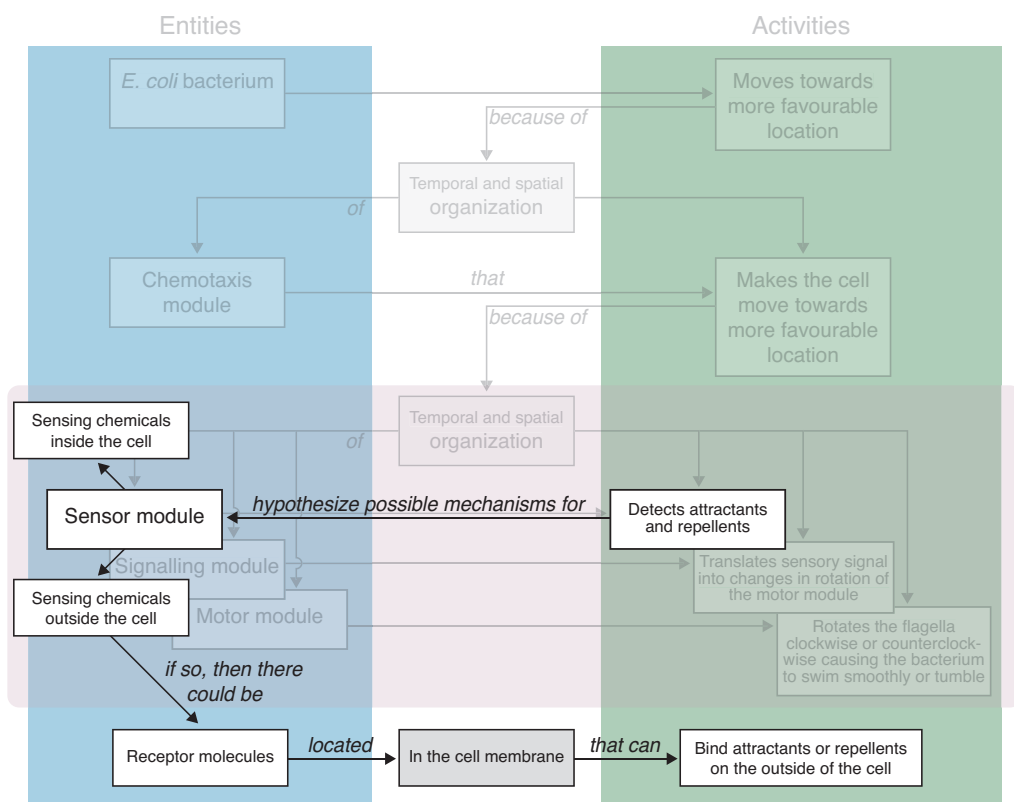 Entities
Activities
E. coli bacterium
Moves towards
more favourable
location
because of
Temporal and spatial
organization
of
Chemotaxis
module
that
Makes the cell
move towards
more favourable
location
because of
Temporal and spatial
organization
of
Sensing chemicals
inside the cell
Sensor module
hypothesize possible mechanisms for
Detects attractants
and repellents
Signalling module
Translates sensory signal
into changes in rotation of
the motor module
Sensing chemicals
outside the cell
Motor module
Rotates the flagella
clockwise or counterclock-
wise causing the bacterium
to swim smoothly or tumble
if so, then there
could be
Receptor molecules
located
In the cell membrane
that can
Bind attractants or repellents
on the outside of the cell